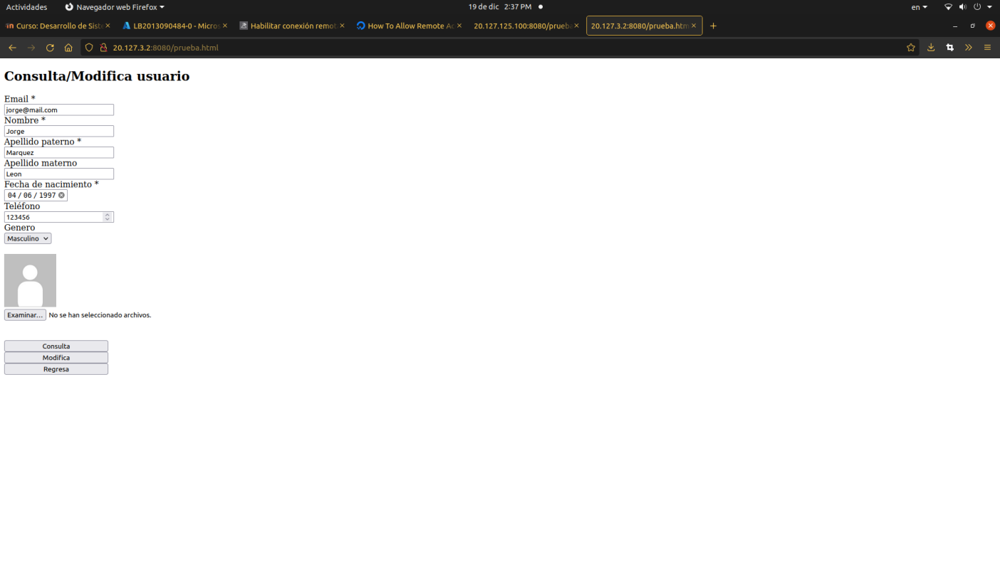 Actividades Navegador web Firefox 19 de dic 2:37 PM en
Curso: Desarrollo de Siste LB2013090484-0 - Micros Habilitar conexión remot How To Allow Remote Ac 20.127.125.100:8080/prueba 20.127.3.2:8080/prueba.htm
20.127.3.2:8080/prueba.html
Consulta/Modifica usuario
Email *
jorge@mail.com
Nombre *
Jorge
Apellido paterno *
Marquez
Apellido materno
Leon
Fecha de nacimiento *
04 / 06 / 1997
Teléfono
123456
Genero
Masculino
Examinar... No se han seleccionado archivos.
Consulta
Modifica
Regresa